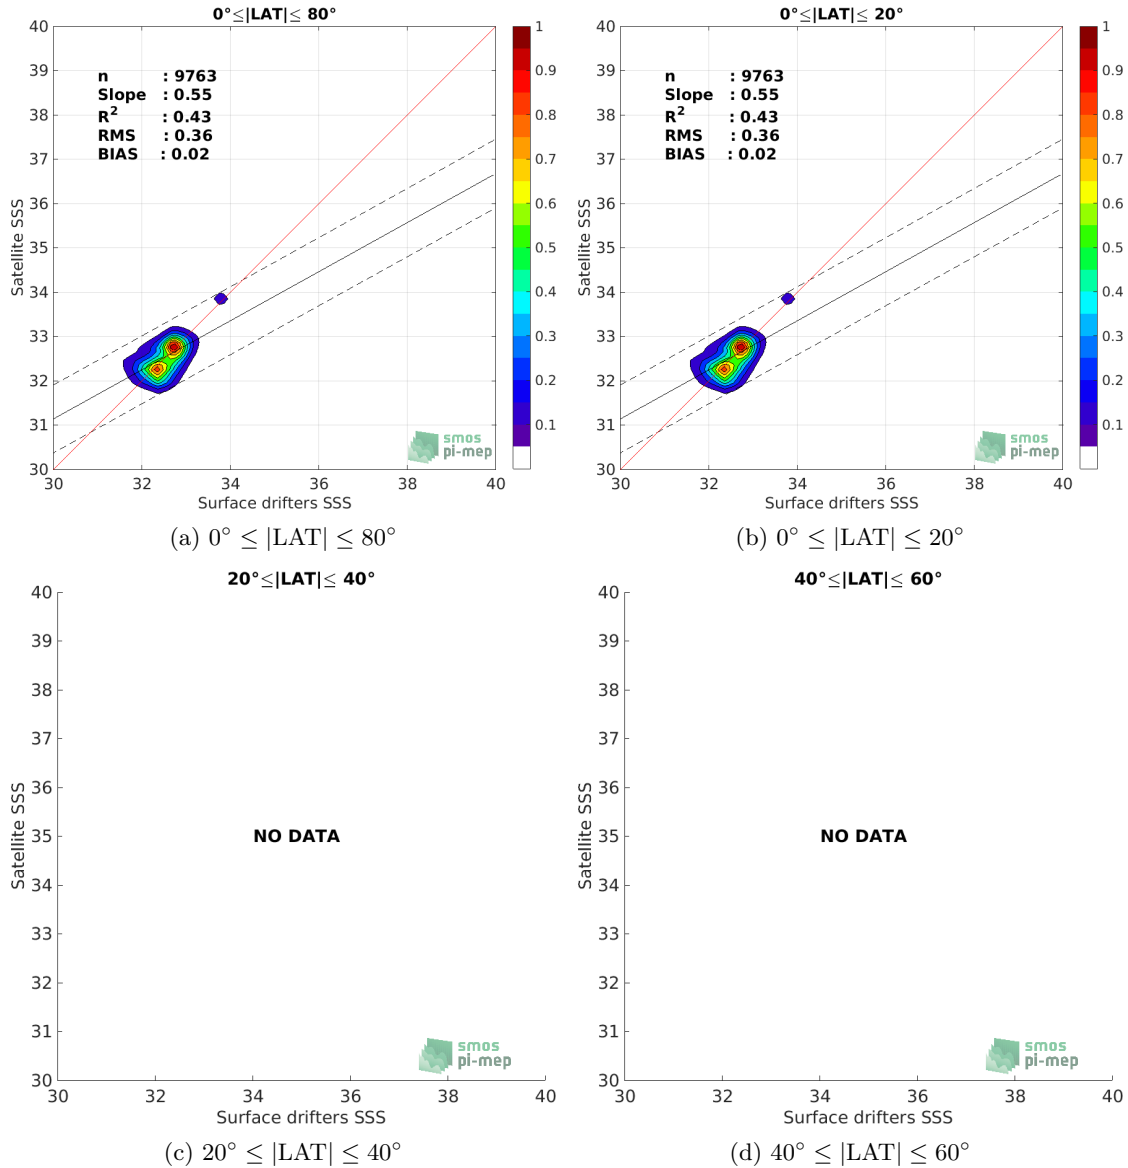 0°≤|LAT|≤ 80°
40
39
38
37
36
35
34
33
32
31
30
Satellite SSS
n : 9763
Slope : 0.55
R² : 0.43
RMS : 0.36
BIAS : 0.02
smos
pi-mep
30 32 34 36 38 40
Surface drifters SSS
1
0.9
0.8
0.7
0.6
0.5
0.4
0.3
0.2
0.1
(a) 0° ≤ |LAT| ≤ 80°
0°≤|LAT|≤ 20°
40
39
38
37
36
35
34
33
32
31
30
Satellite SSS
n : 9763
Slope : 0.55
R² : 0.43
RMS : 0.36
BIAS : 0.02
smos
pi-mep
30 32 34 36 38 40
Surface drifters SSS
1
0.9
0.8
0.7
0.6
0.5
0.4
0.3
0.2
0.1
(b) 0° ≤ |LAT| ≤ 20°
20°≤|LAT|≤ 40°
40
39
38
37
36
35
34
33
32
31
30
Satellite SSS
NO DATA
smos
pi-mep
30 32 34 36 38 40
Surface drifters SSS
(c) 20° ≤ |LAT| ≤ 40°
40°≤|LAT|≤ 60°
40
39
38
37
36
35
34
33
32
31
30
Satellite SSS
NO DATA
smos
pi-mep
30 32 34 36 38 40
Surface drifters SSS
(d) 40° ≤ |LAT| ≤ 60°